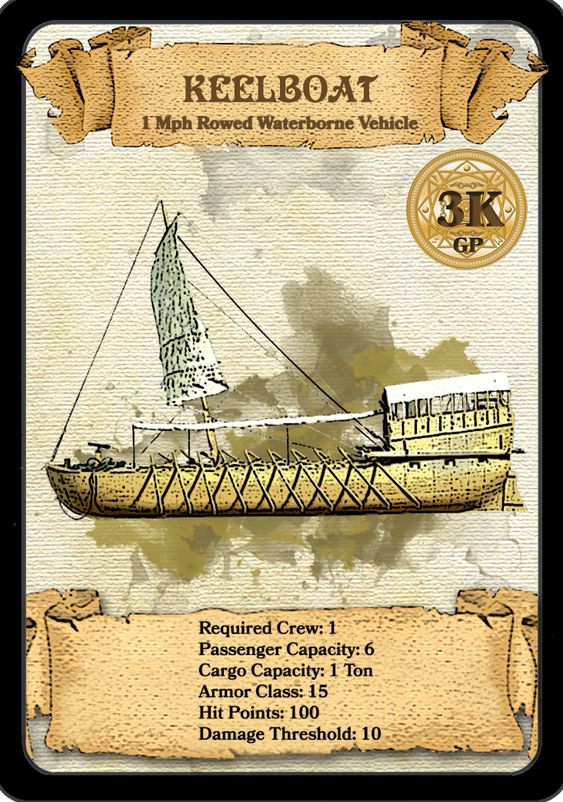 KEELBOAT
1 Mph Rowed Waterborne Vehicle
3K
GP
Required Crew: 1
Passenger Capacity: 6
Cargo Capacity: 1 Ton
Armor Class: 15
Hit Points: 100
Damage Threshold: 10